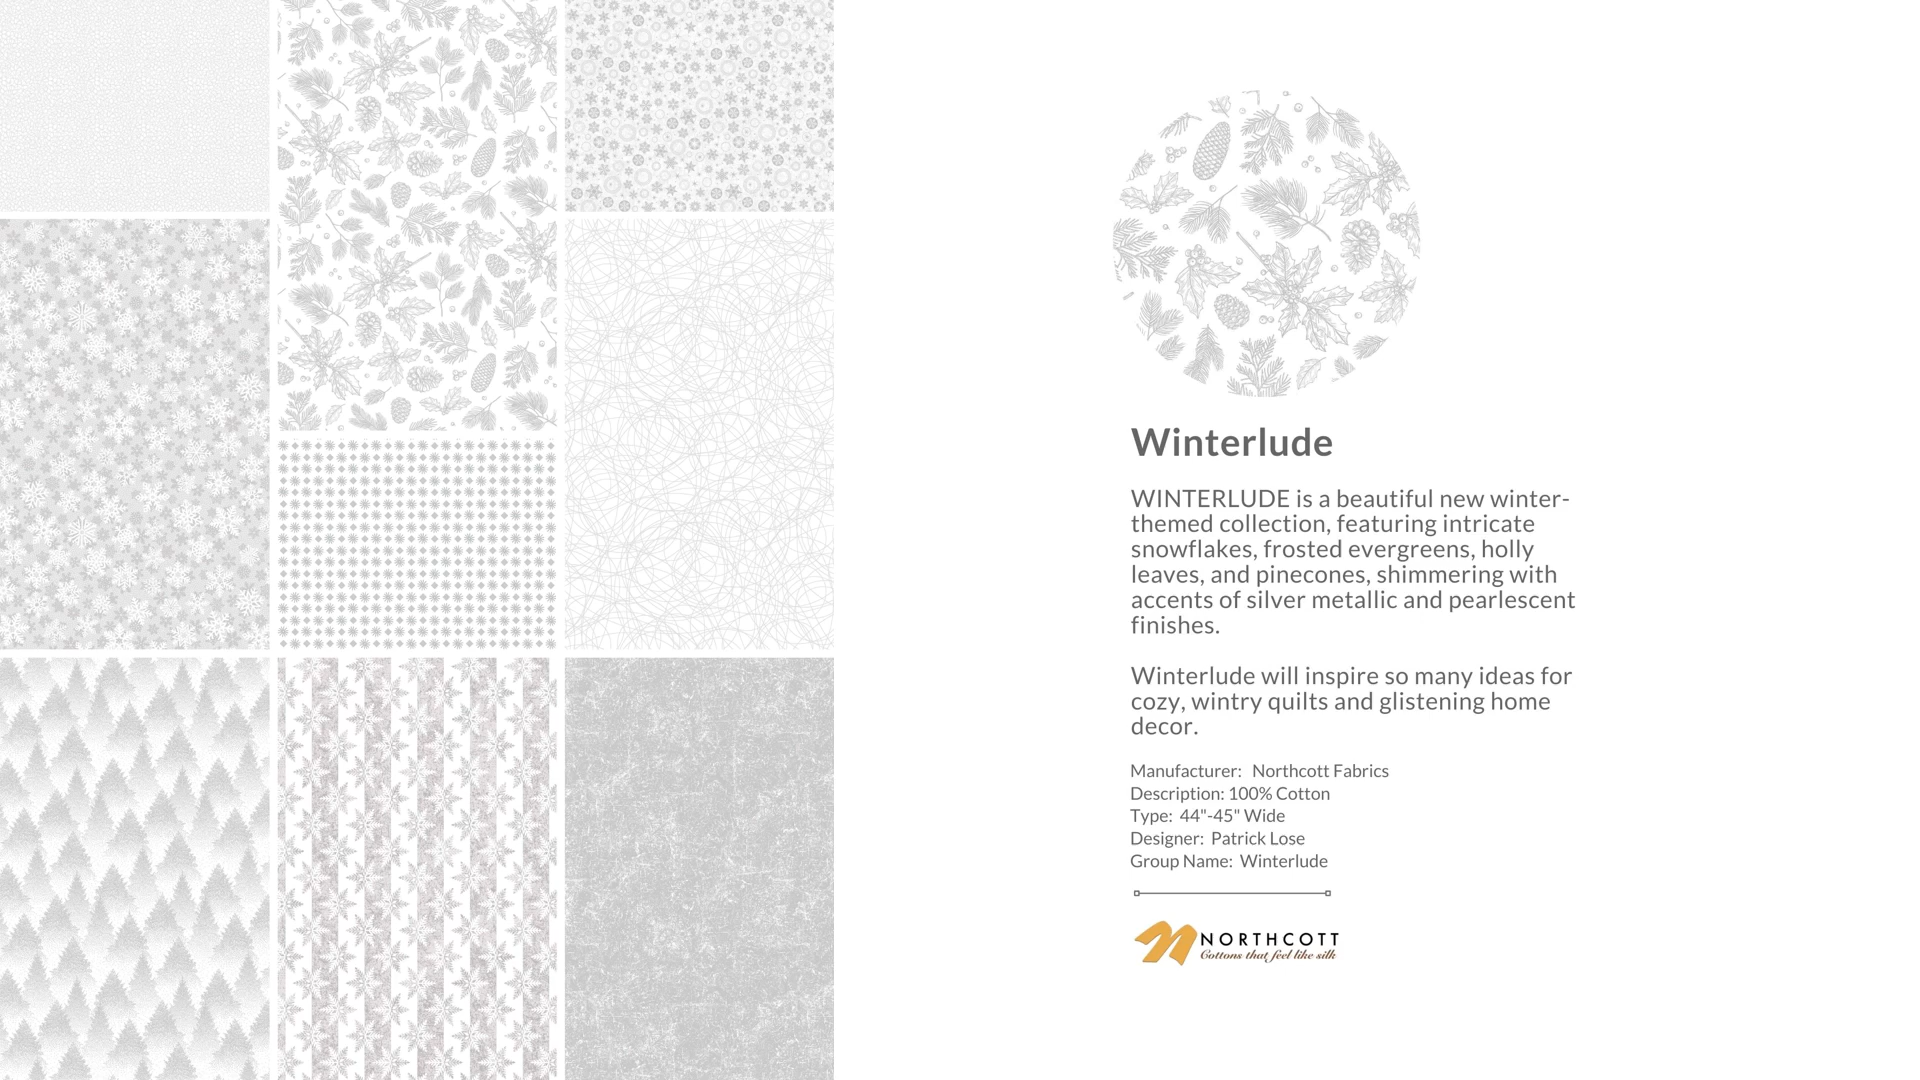 Winterlude
WINTERLUDE is a beautiful new winter-
themed collection, featuring intricate
snowflakes, frosted evergreens, holly
leaves, and pinecones, shimmering with
accents of silver metallic and pearlescent
finishes.
Winterlude will inspire so many ideas for
cozy, wintry quilts and glistening home
decor.
Manufacturer: Northcott Fabrics
Description: 100% Cotton
Type: 44"-45" Wide
Designer: Patrick Lose
Group Name: Winterlude
NORTHCOTT
Cottons that feel like silk